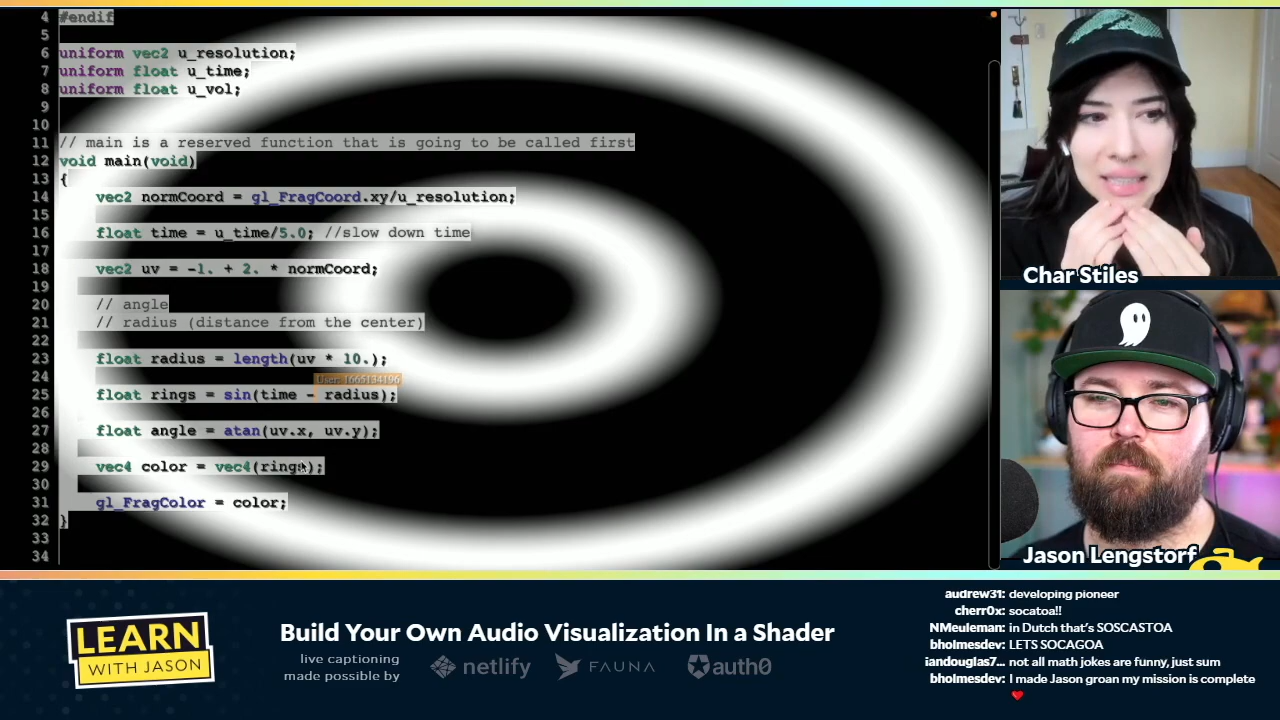 4 #endif
5
6 uniform vec2 u_resolution;
7 uniform float u_time;
8 uniform float u_vol;
9
10
11 // main is a reserved function that is going to be called first
12 void main(void)
13 {
14 vec2 normCoord = gl_FragCoord.xy/u_resolution;
15
16 float time = u_time/5.0; //slow down time
17
18 vec2 uv = -1. + 2. * normCoord;
19
20 // angle
21 // radius (distance from the center)
22
23 float radius = length(uv * 10.);
24
User: 1665134196
25 float rings = sin(time - radius);
26
27 float angle = atan(uv.x, uv.y);
28
29 vec4 color = vec4(rings);
30
31 gl_FragColor = color;
32 }
33
34
Char Stiles
Jason Lengstorf
LEARN
WITH JASON
Build Your Own Audio Visualization In a Shader
live captioning
made possible by
netlify
FAUNA
auth0
audrew31: developing pioneer
cherr0x: socatoa!!
NMeuleman: in Dutch that's SOSCASTOA
bholmesdev: LETS SOCAGOA
iandouglas7... not all math jokes are funny, just sum
bholmesdev: I made Jason groan my mission is complete
❤️